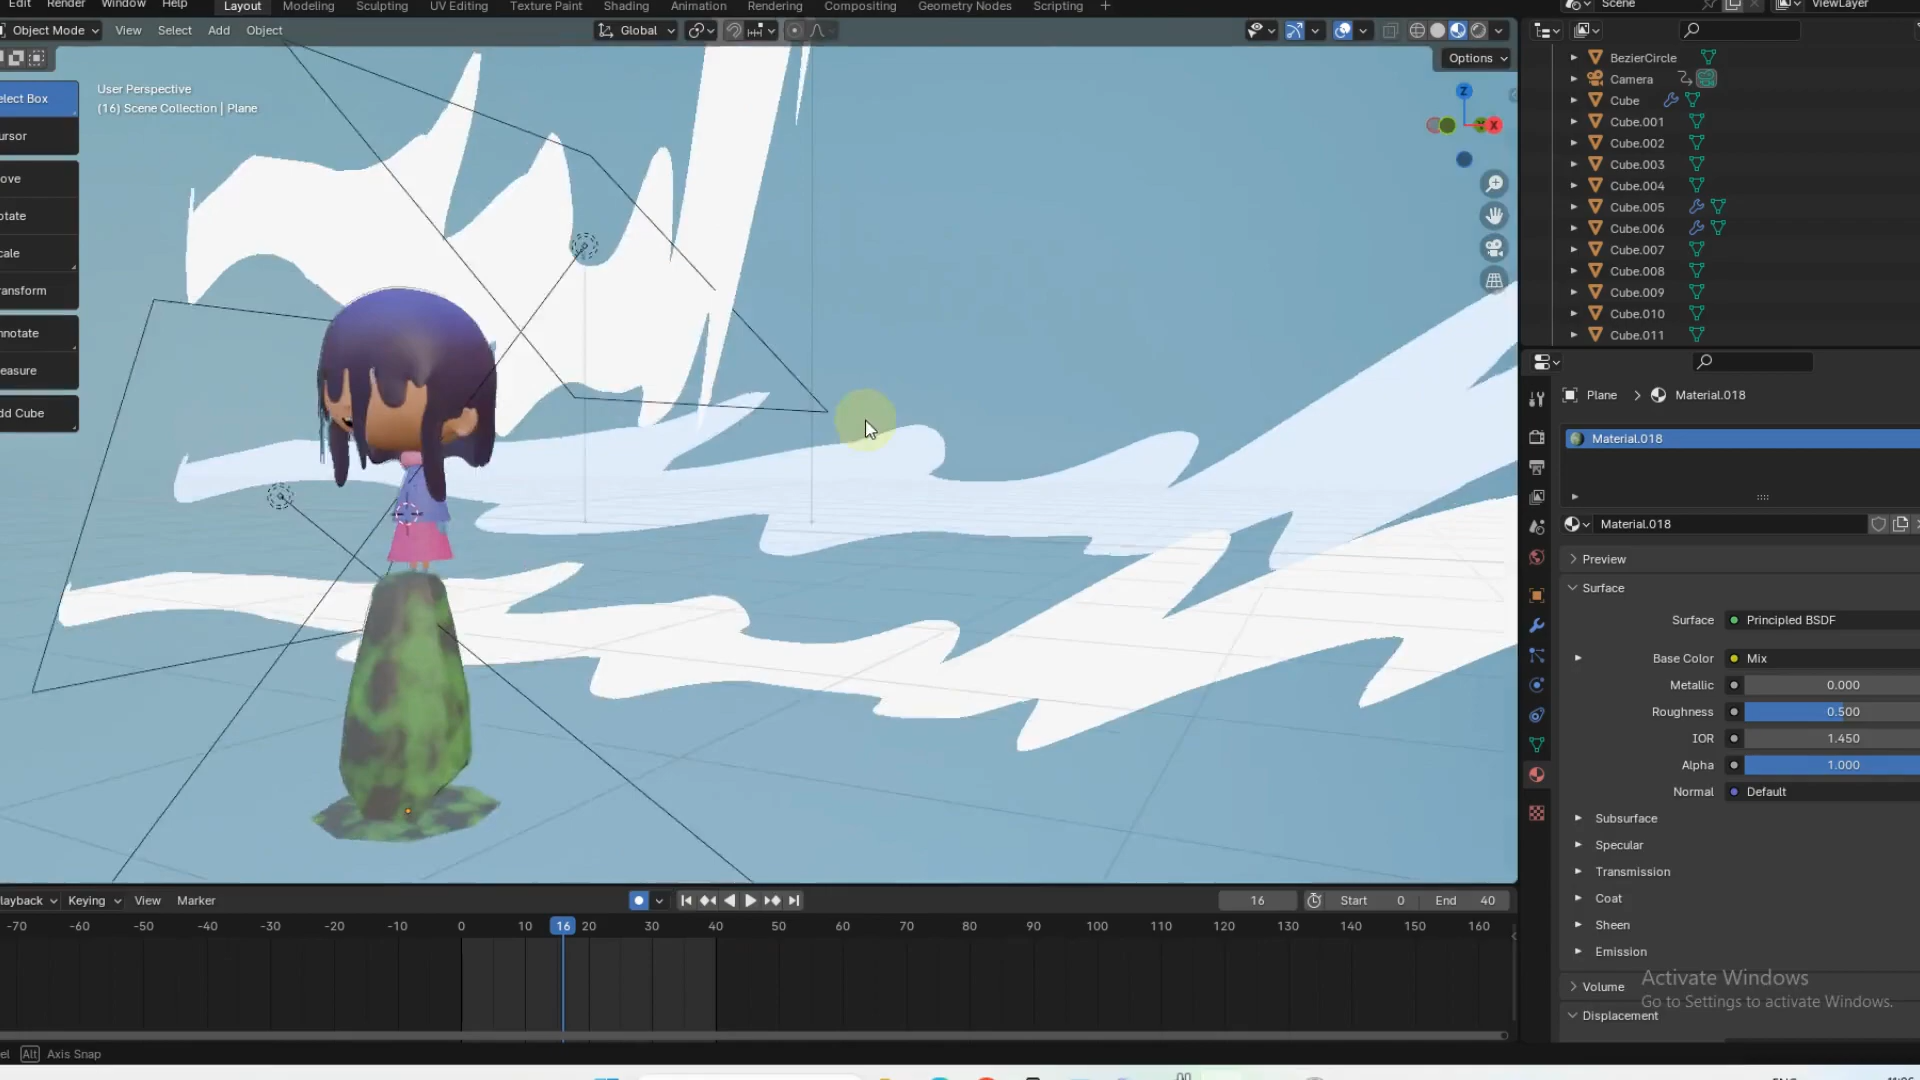 Edit Render Window Help Layout Modeling Sculpting UV Editing Texture Paint Shading Animation Rendering Compositing Geometry Nodes Scripting + Scene ViewLayer
Object Mode View Select Add Object Global
Options
User Perspective
(16) Scene Collection | Plane
elect Box
ursor
ove
otate
cale
ransform
nnotate
easure
dd Cube
Z
X
BezierCircle
Camera
Cube
Cube.001
Cube.002
Cube.003
Cube.004
Cube.005
Cube.006
Cube.007
Cube.008
Cube.009
Cube.010
Cube.011
Plane > Material.018
Material.018
Material.018
Preview
Surface
Surface Principled BSDF
Base Color Mix
Metallic 0.000
Roughness 0.500
IOR 1.450
Alpha 1.000
Normal Default
Subsurface
Specular
Transmission
Coat
Sheen
Emission
Volume
Displacement
Activate Windows
Go to Settings to activate Windows.
layback Keying View Marker 16 Start 0 End 40
-70 -60 -50 -40 -30 -20 -10 0 10 16 20 30 40 50 60 70 80 90 100 110 120 130 140 150 160
el Alt Axis Snap